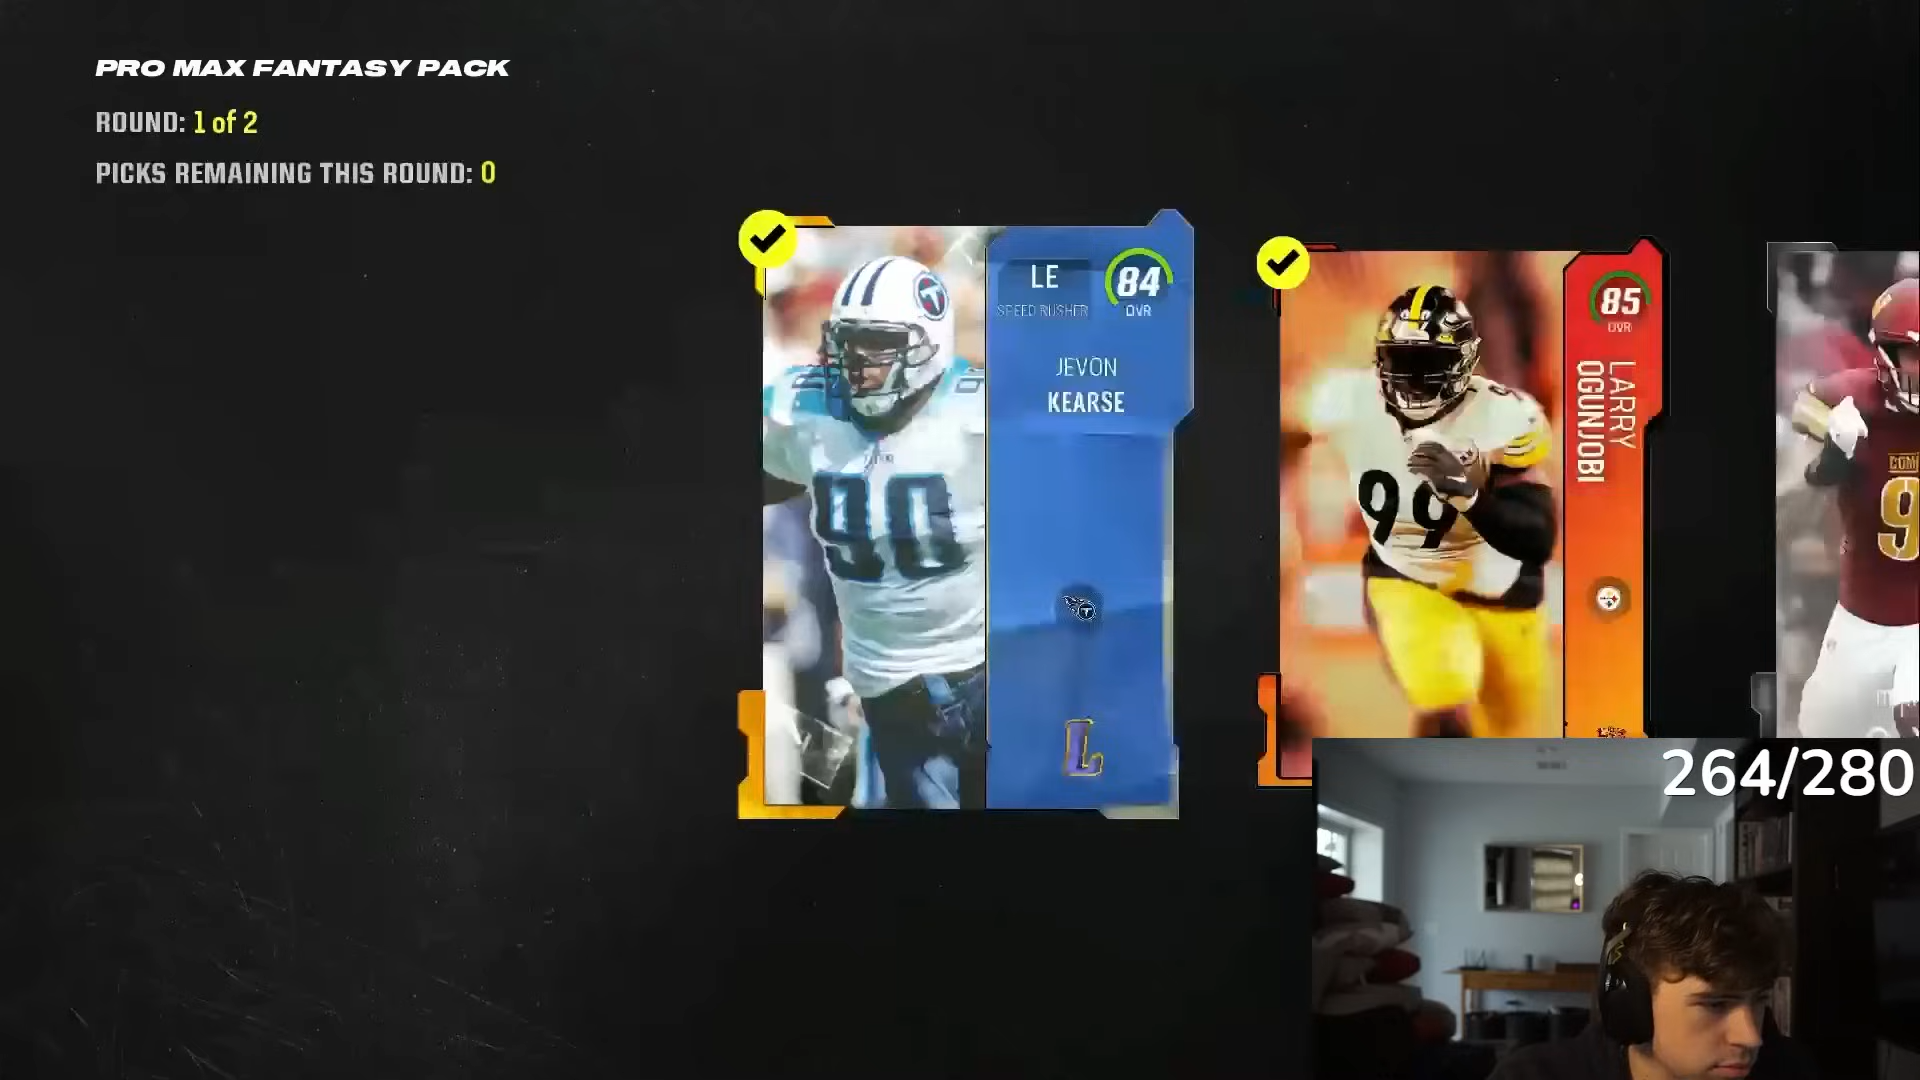 PRO MAX FANTASY PACK
ROUND: 1 of 2
PICKS REMAINING THIS ROUND: 0
LE
SPEED RUSHER
84
OVR
JEVON
KEARSE
90
L
85
OVR
LARRY
OGUNJOBI
99
9
264/280